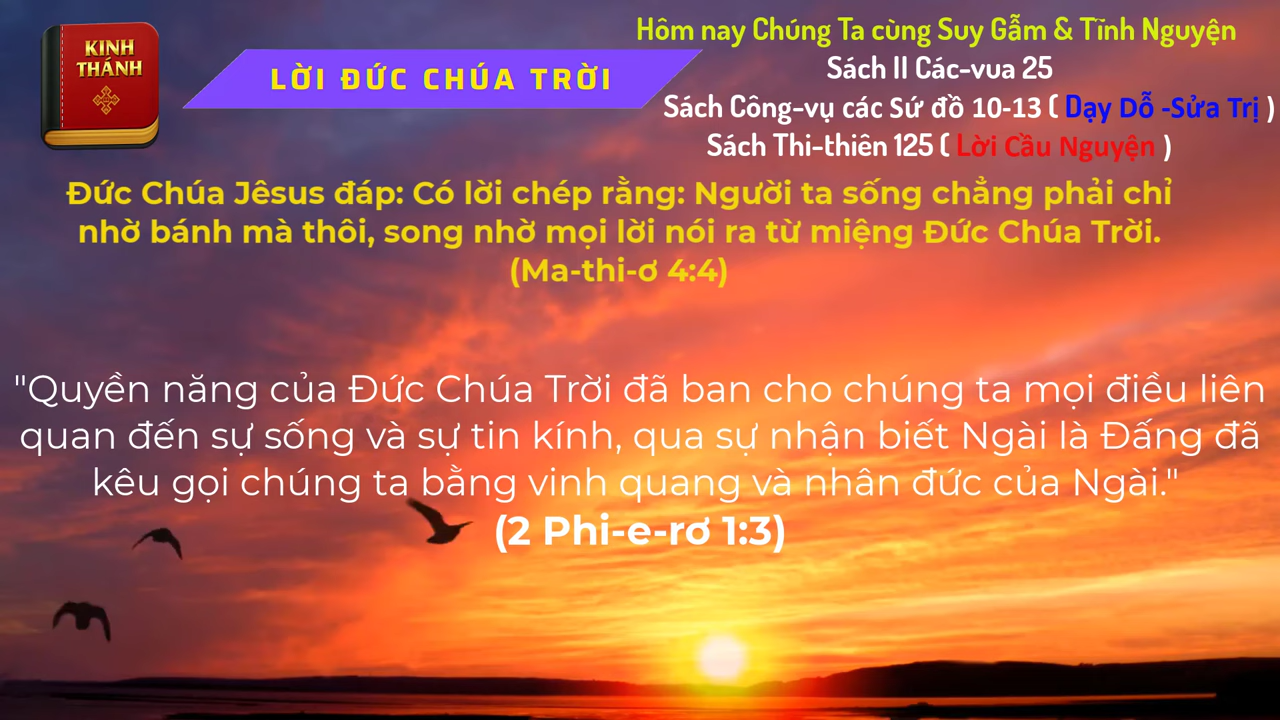 KINH
THÁNH
LỜI ĐỨC CHÚA TRỜI
Hôm nay Chúng Ta cùng Suy Gẫm & Tĩnh Nguyện
Sách II Các-vua 25
Sách Công-vụ các Sứ đồ 10-13 ( Dạy Dỗ -Sửa Trị )
Sách Thi-thiên 125 ( Lời Cầu Nguyện )
Đức Chúa Jêsus đáp: Có lời chép rằng: Người ta sống chẳng phải chỉ
nhờ bánh mà thôi, song nhờ mọi lời nói ra từ miệng Đức Chúa Trời.
(Ma-thi-ơ 4:4)
"Quyền năng của Đức Chúa Trời đã ban cho chúng ta mọi điều liên
quan đến sự sống và sự tin kính, qua sự nhận biết Ngài là Đấng đã
kêu gọi chúng ta bằng vinh quang và nhân đức của Ngài."
(2 Phi-e-rơ 1:3)